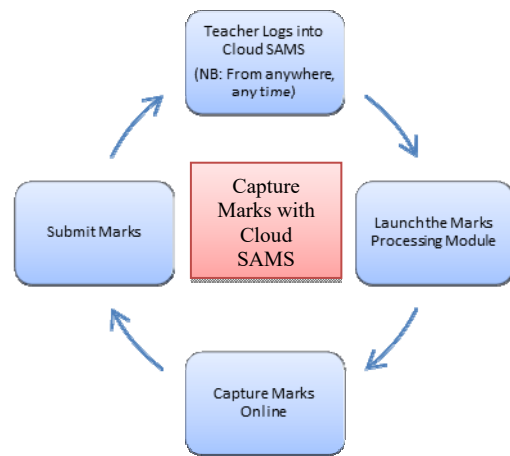 Teacher Logs into
Cloud SAMS
(NB: From anywhere,
any time)
Capture
Marks with
Cloud
SAMS
Submit Marks
Launch the Marks
Processing Module
Capture Marks
Online